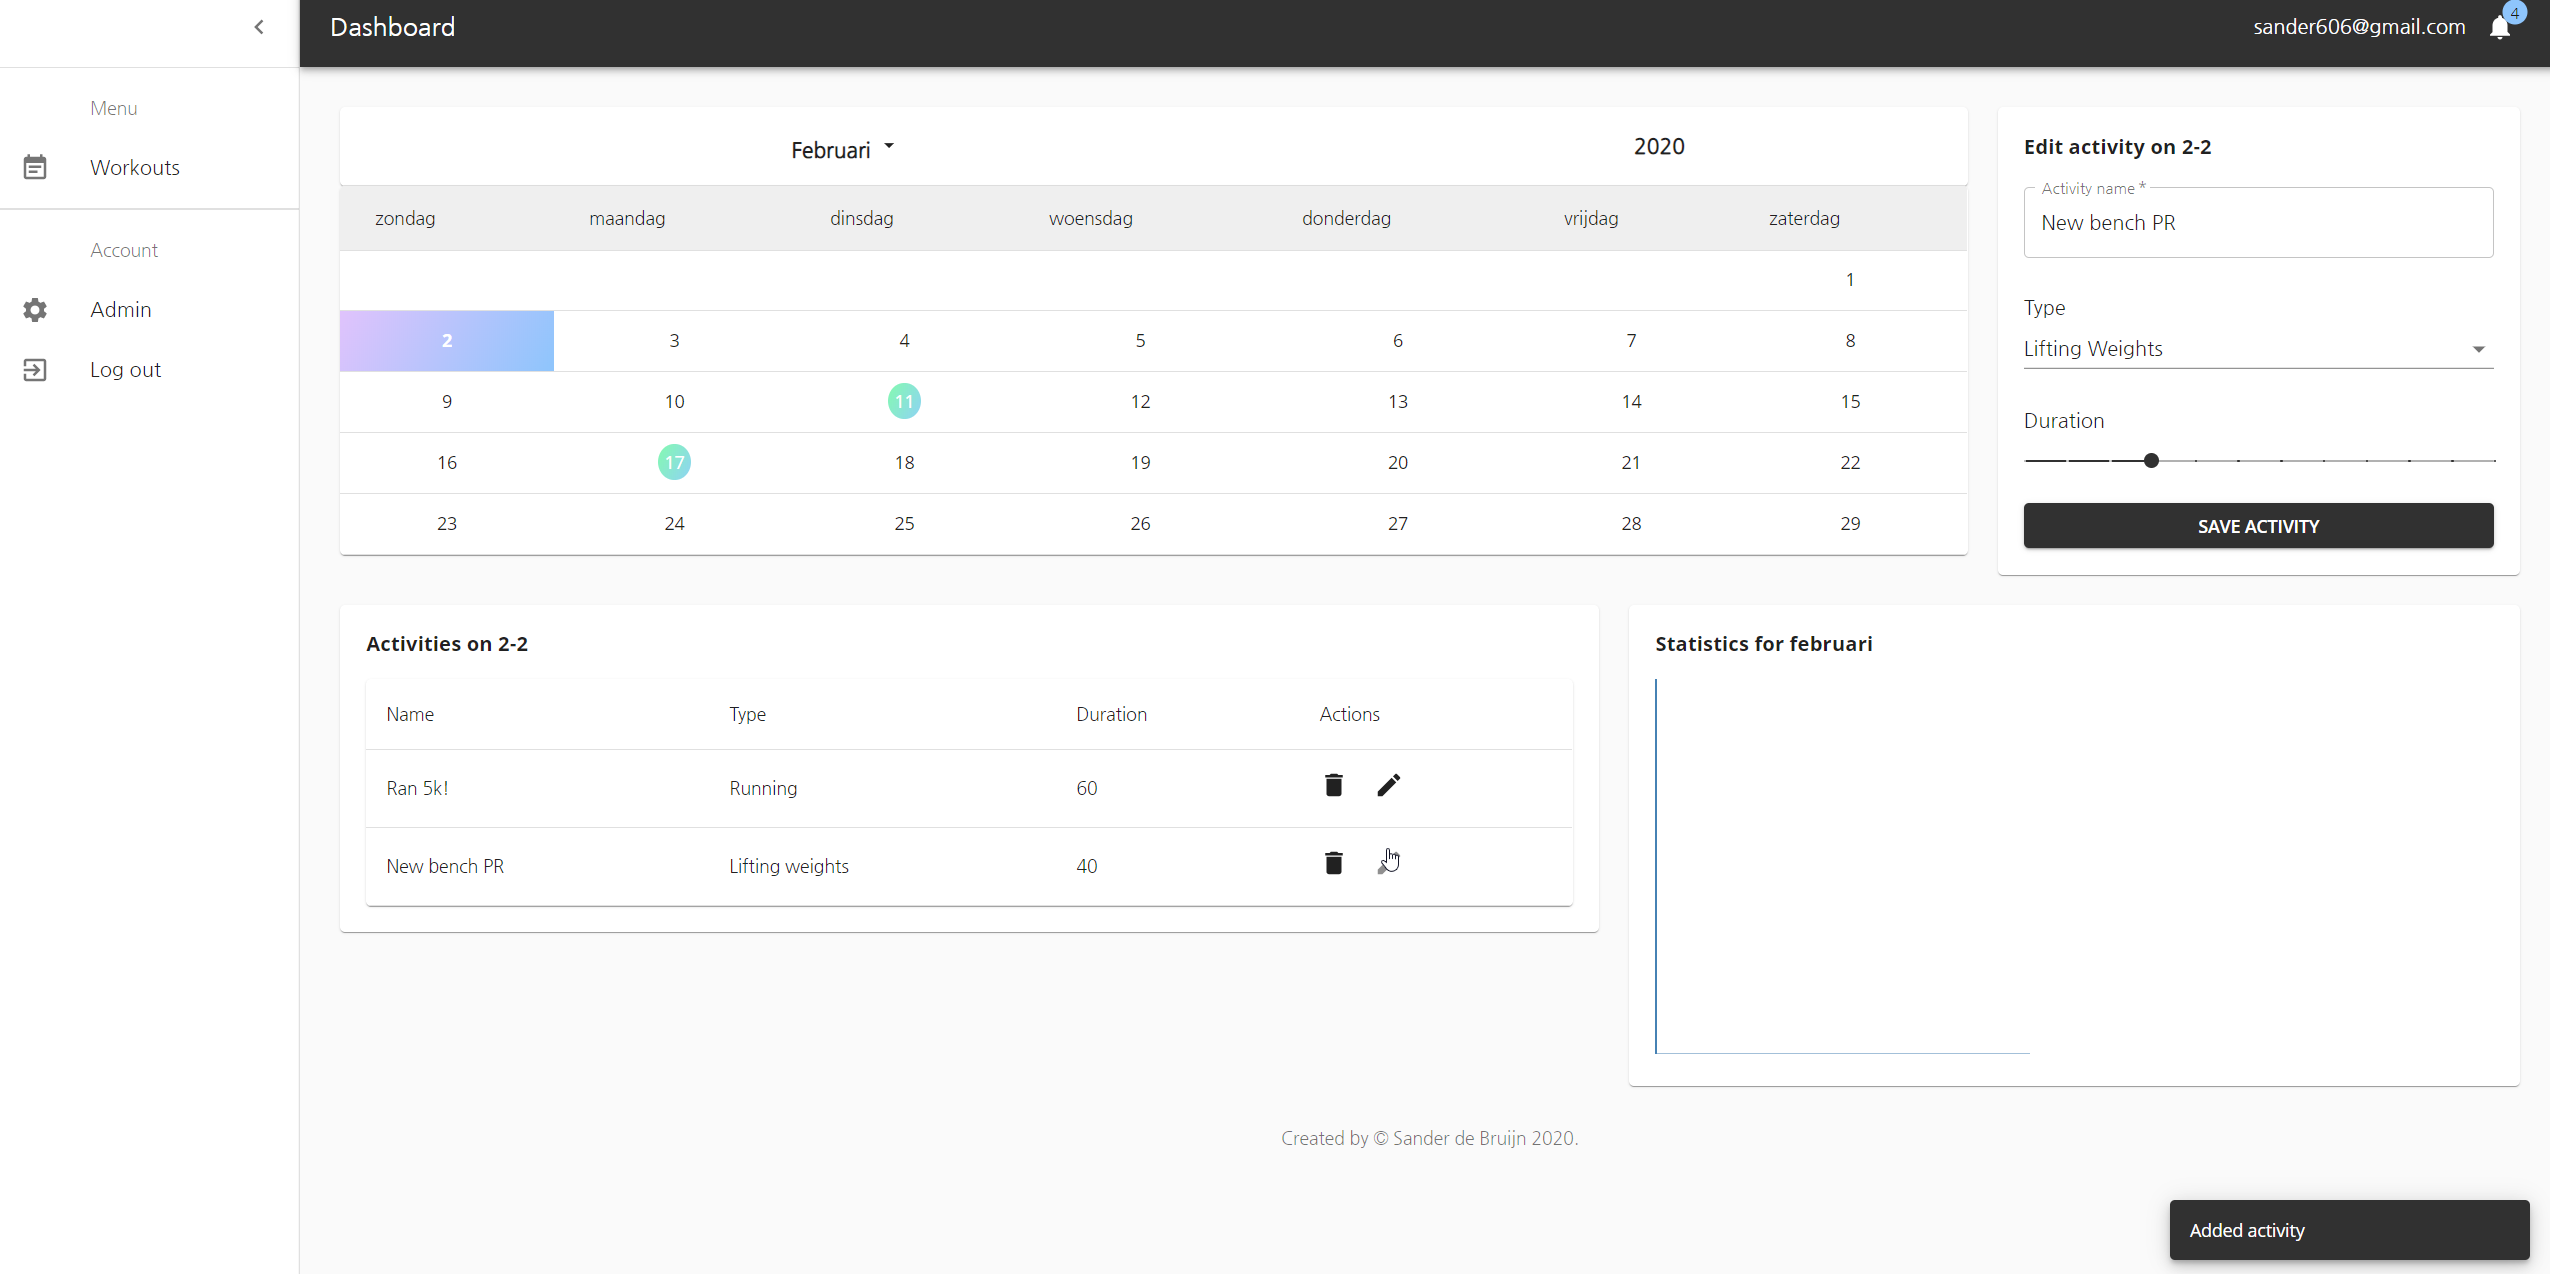 Dashboard
sander606@gmail.com
4
Menu
Workouts
Account
Admin
Log out
Februari
2020
zondag maandag dinsdag woensdag donderdag vrijdag zaterdag
1
2 3 4 5 6 7 8
9 10 11 12 13 14 15
16 17 18 19 20 21 22
23 24 25 26 27 28 29
Edit activity on 2-2
Activity name *
New bench PR
Type
Lifting Weights
Duration
SAVE ACTIVITY
Activities on 2-2
Name Type Duration Actions
Ran 5k! Running 60
New bench PR Lifting weights 40
Statistics for februari
Created by © Sander de Bruijn 2020.
Added activity